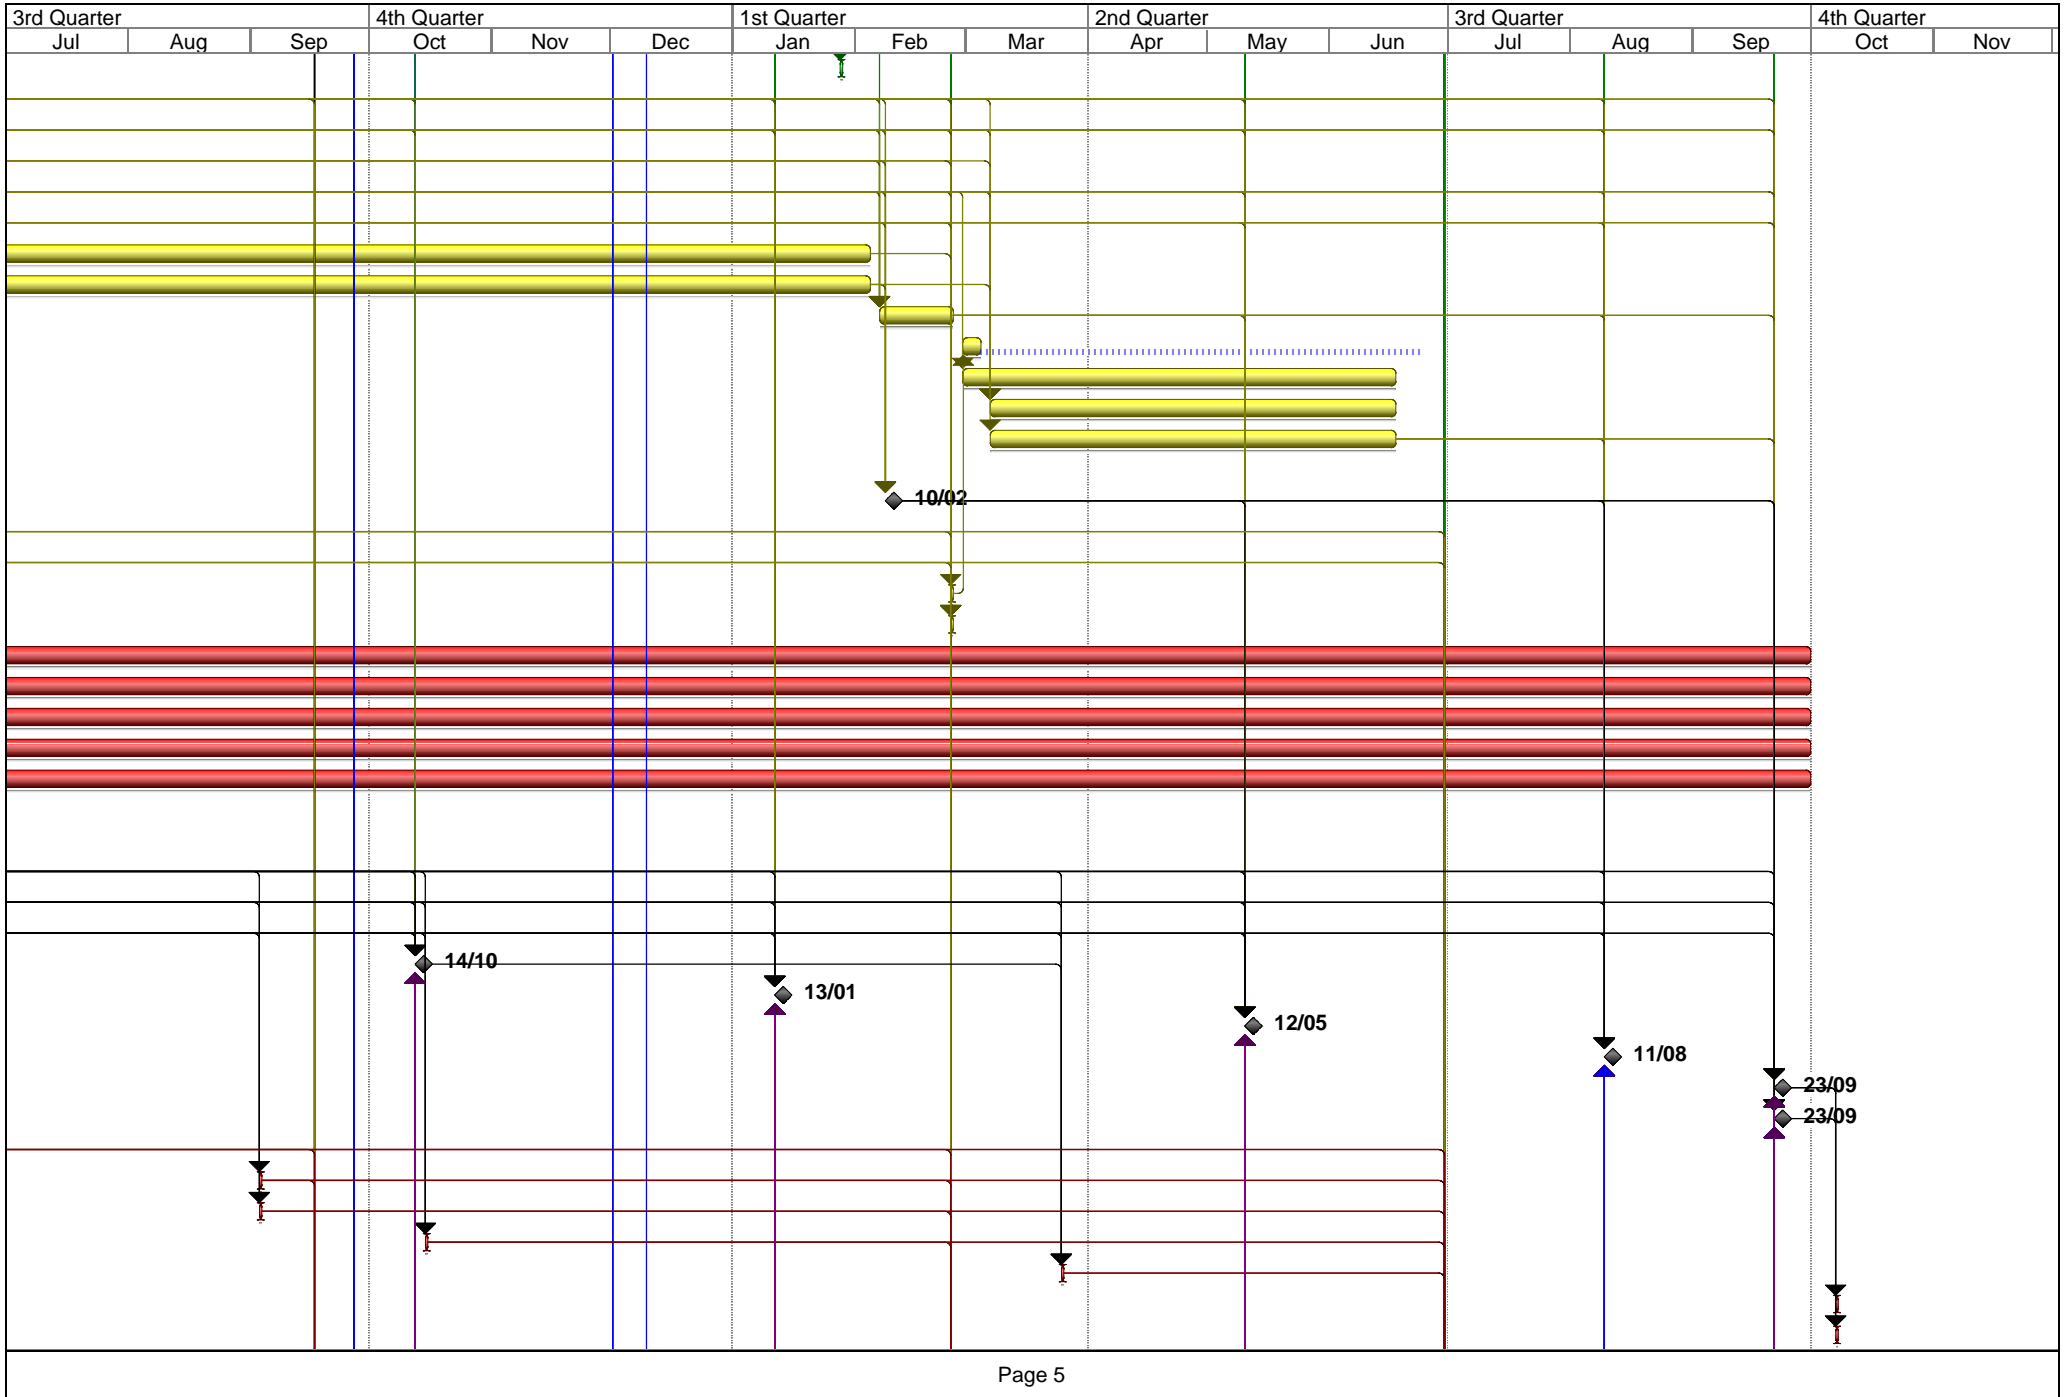 3rd Quarter 4th Quarter 1st Quarter 2nd Quarter 3rd Quarter 4th Quarter
Jul Aug Sep Oct Nov Dec Jan Feb Mar Apr May Jun Jul Aug Sep Oct Nov
10/02
14/10
13/01
12/05
11/08
23/09
23/09
Page 5